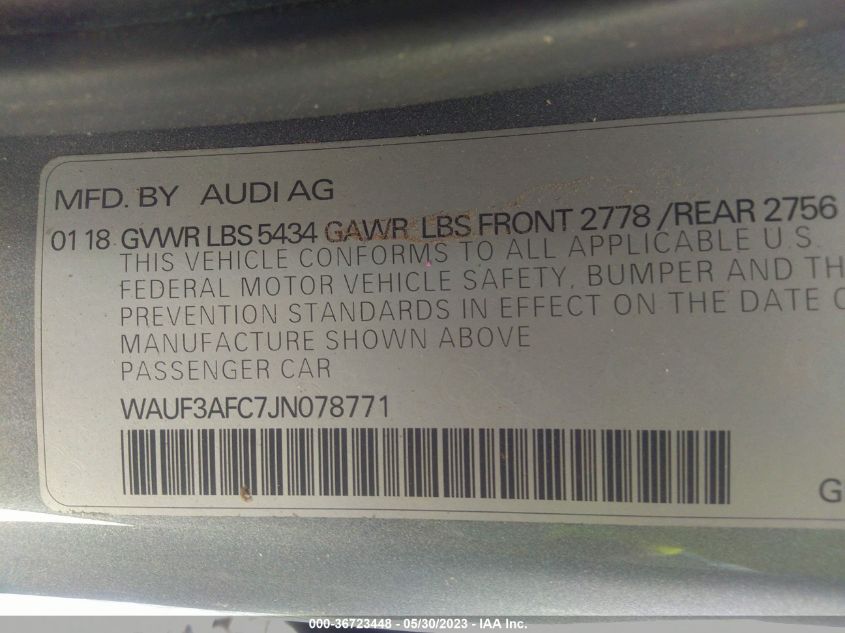 MFD. BY AUDI AG
01 18 GVWR LBS 5434 GAWR LBS FRONT 2778 /REAR 2756
THIS VEHICLE CONFORMS TO ALL APPLICABLE U.S.
FEDERAL MOTOR VEHICLE SAFETY, BUMPER AND TH
PREVENTION STANDARDS IN EFFECT ON THE DATE O
MANUFACTURE SHOWN ABOVE
PASSENGER CAR
WAUF3AFC7JN078771
G
000-36723448 - 05/30/2023 - IAA Inc.